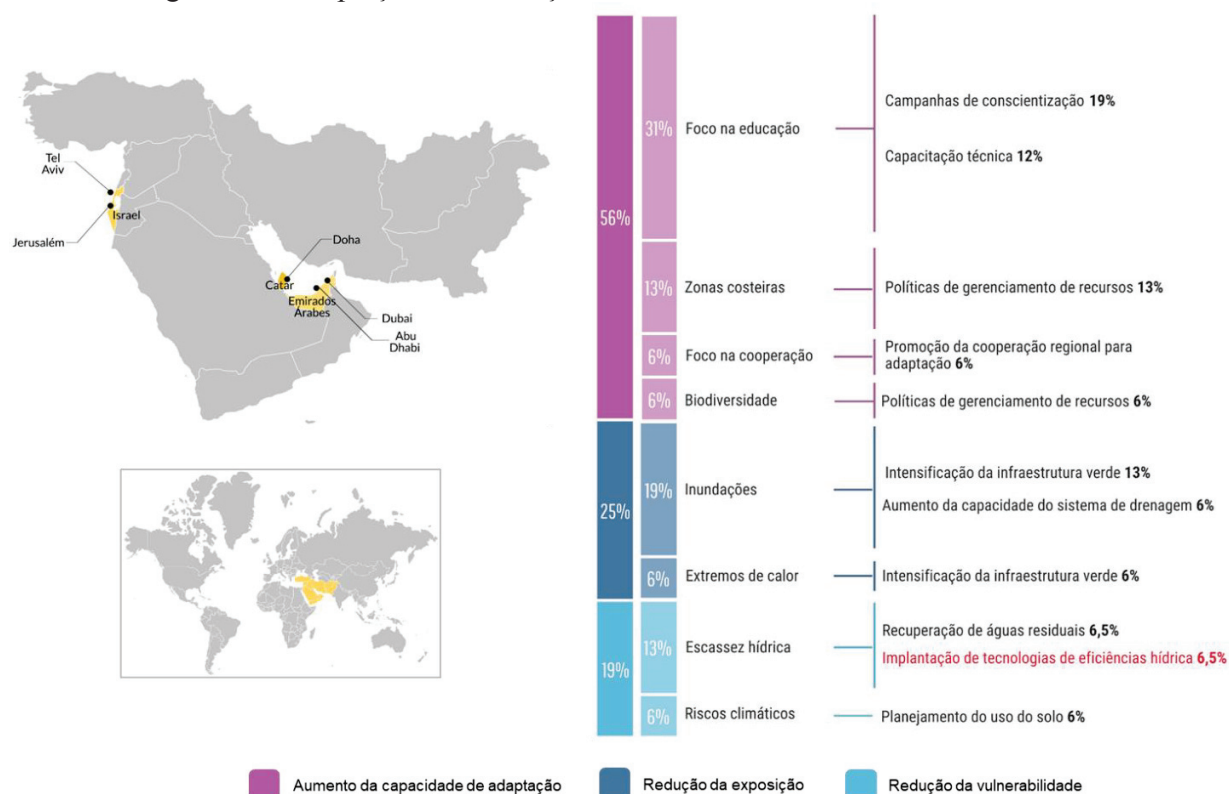 Tel
Aviv
Israel
Jerusalém
Doha
Catar
Emirados
Árabes
Dubai
Abu
Dhabi
56%
31%
Foco na educação
Campanhas de conscientização 19%
Capacitação técnica 12%
13%
Zonas costeiras
Políticas de gerenciamento de recursos 13%
6%
Foco na cooperação
Promoção da cooperação regional para
adaptação 6%
6%
Biodiversidade
Políticas de gerenciamento de recursos 6%
25%
19%
Inundações
Intensificação da infraestrutura verde 13%
Aumento da capacidade do sistema de drenagem 6%
6%
Extremos de calor
Intensificação da infraestrutura verde 6%
19%
13%
Escassez hídrica
Recuperação de águas residuais 6,5%
Implantação de tecnologias de eficiências hídrica 6,5%
6%
Riscos climáticos
Planejamento do uso do solo 6%
Aumento da capacidade de adaptação
Redução da exposição
Redução da vulnerabilidade